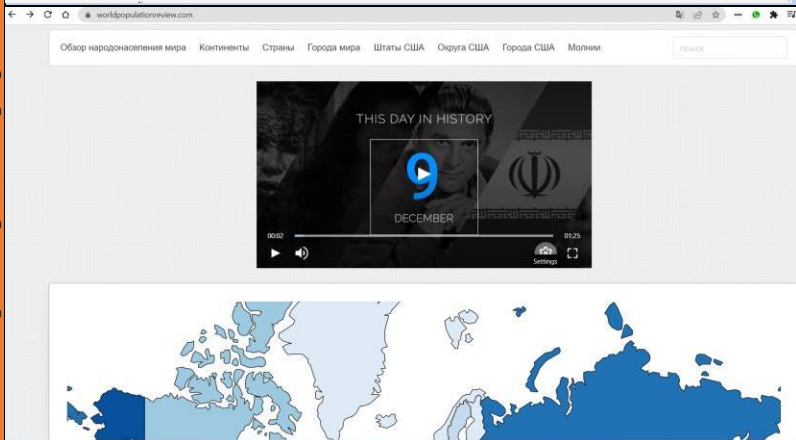 worldpopulationreview.com
Обзор народонаселения мира Континенты Страны Города мира Штаты США Округа США Города США Молнии
поиск
THIS DAY IN HISTORY
9
DECEMBER
00:02 01:25
Settings